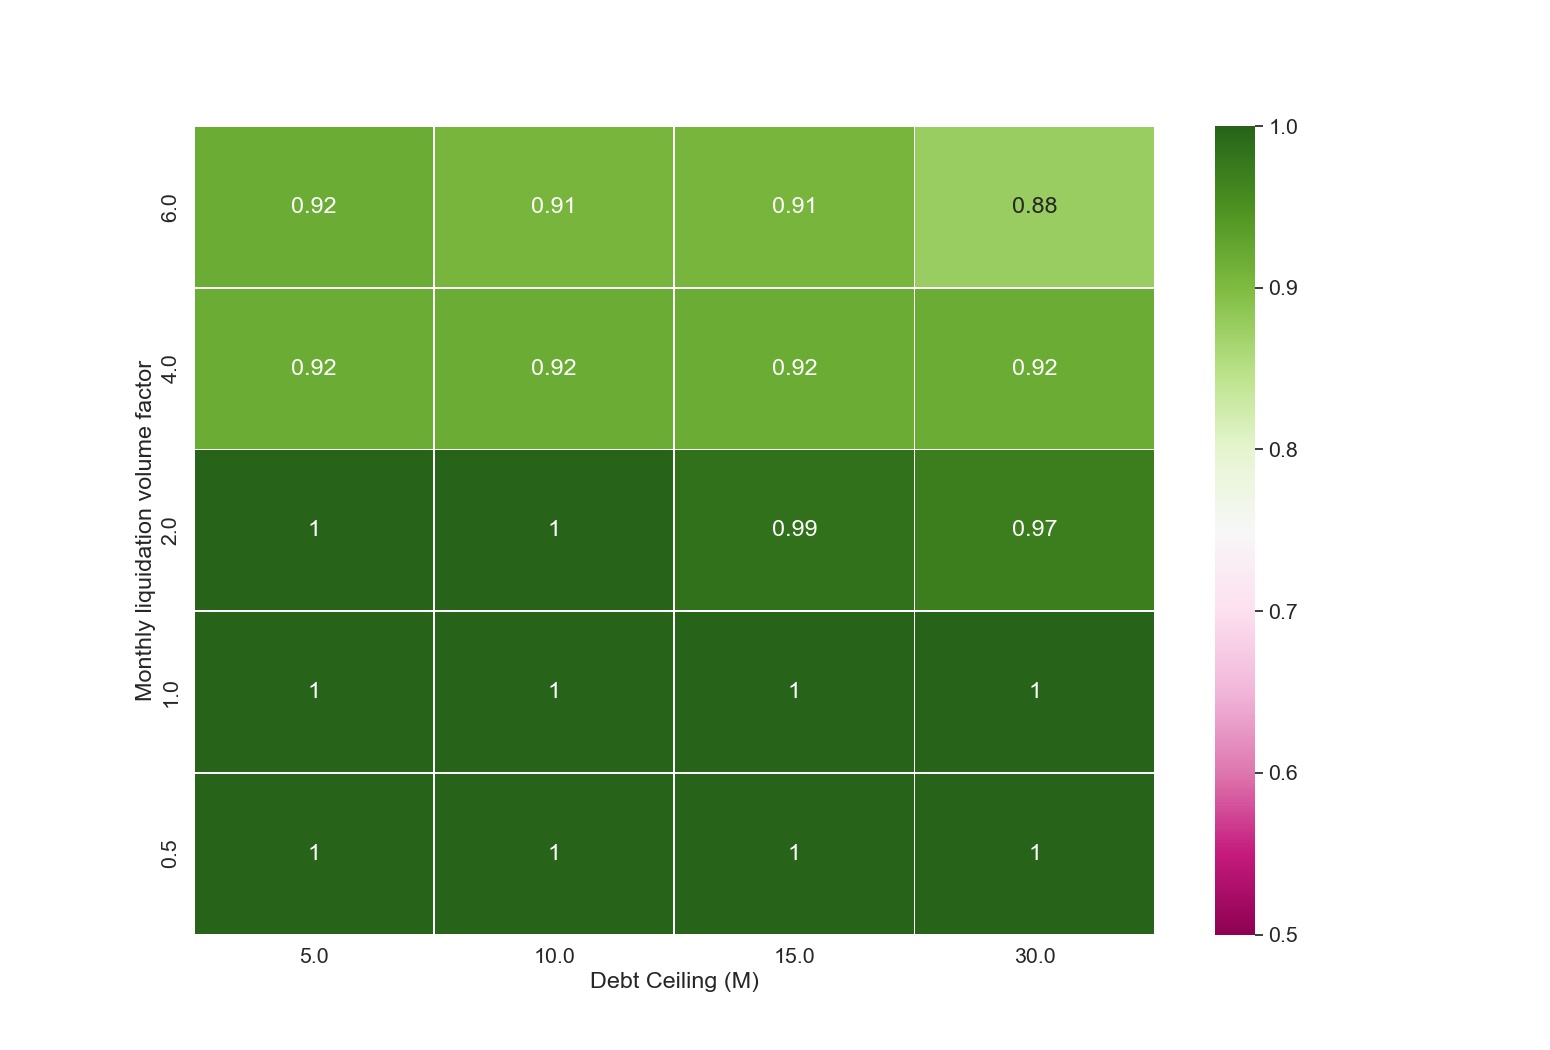 6.0 0.92 0.91 0.91 0.88
4.0 0.92 0.92 0.92 0.92
2.0 1 1 0.99 0.97
1.0 1 1 1 1
0.5 1 1 1 1
5.0 10.0 15.0 30.0
Debt Ceiling (M)
Monthly liquidation volume factor
1.0
0.9
0.8
0.7
0.6
0.5